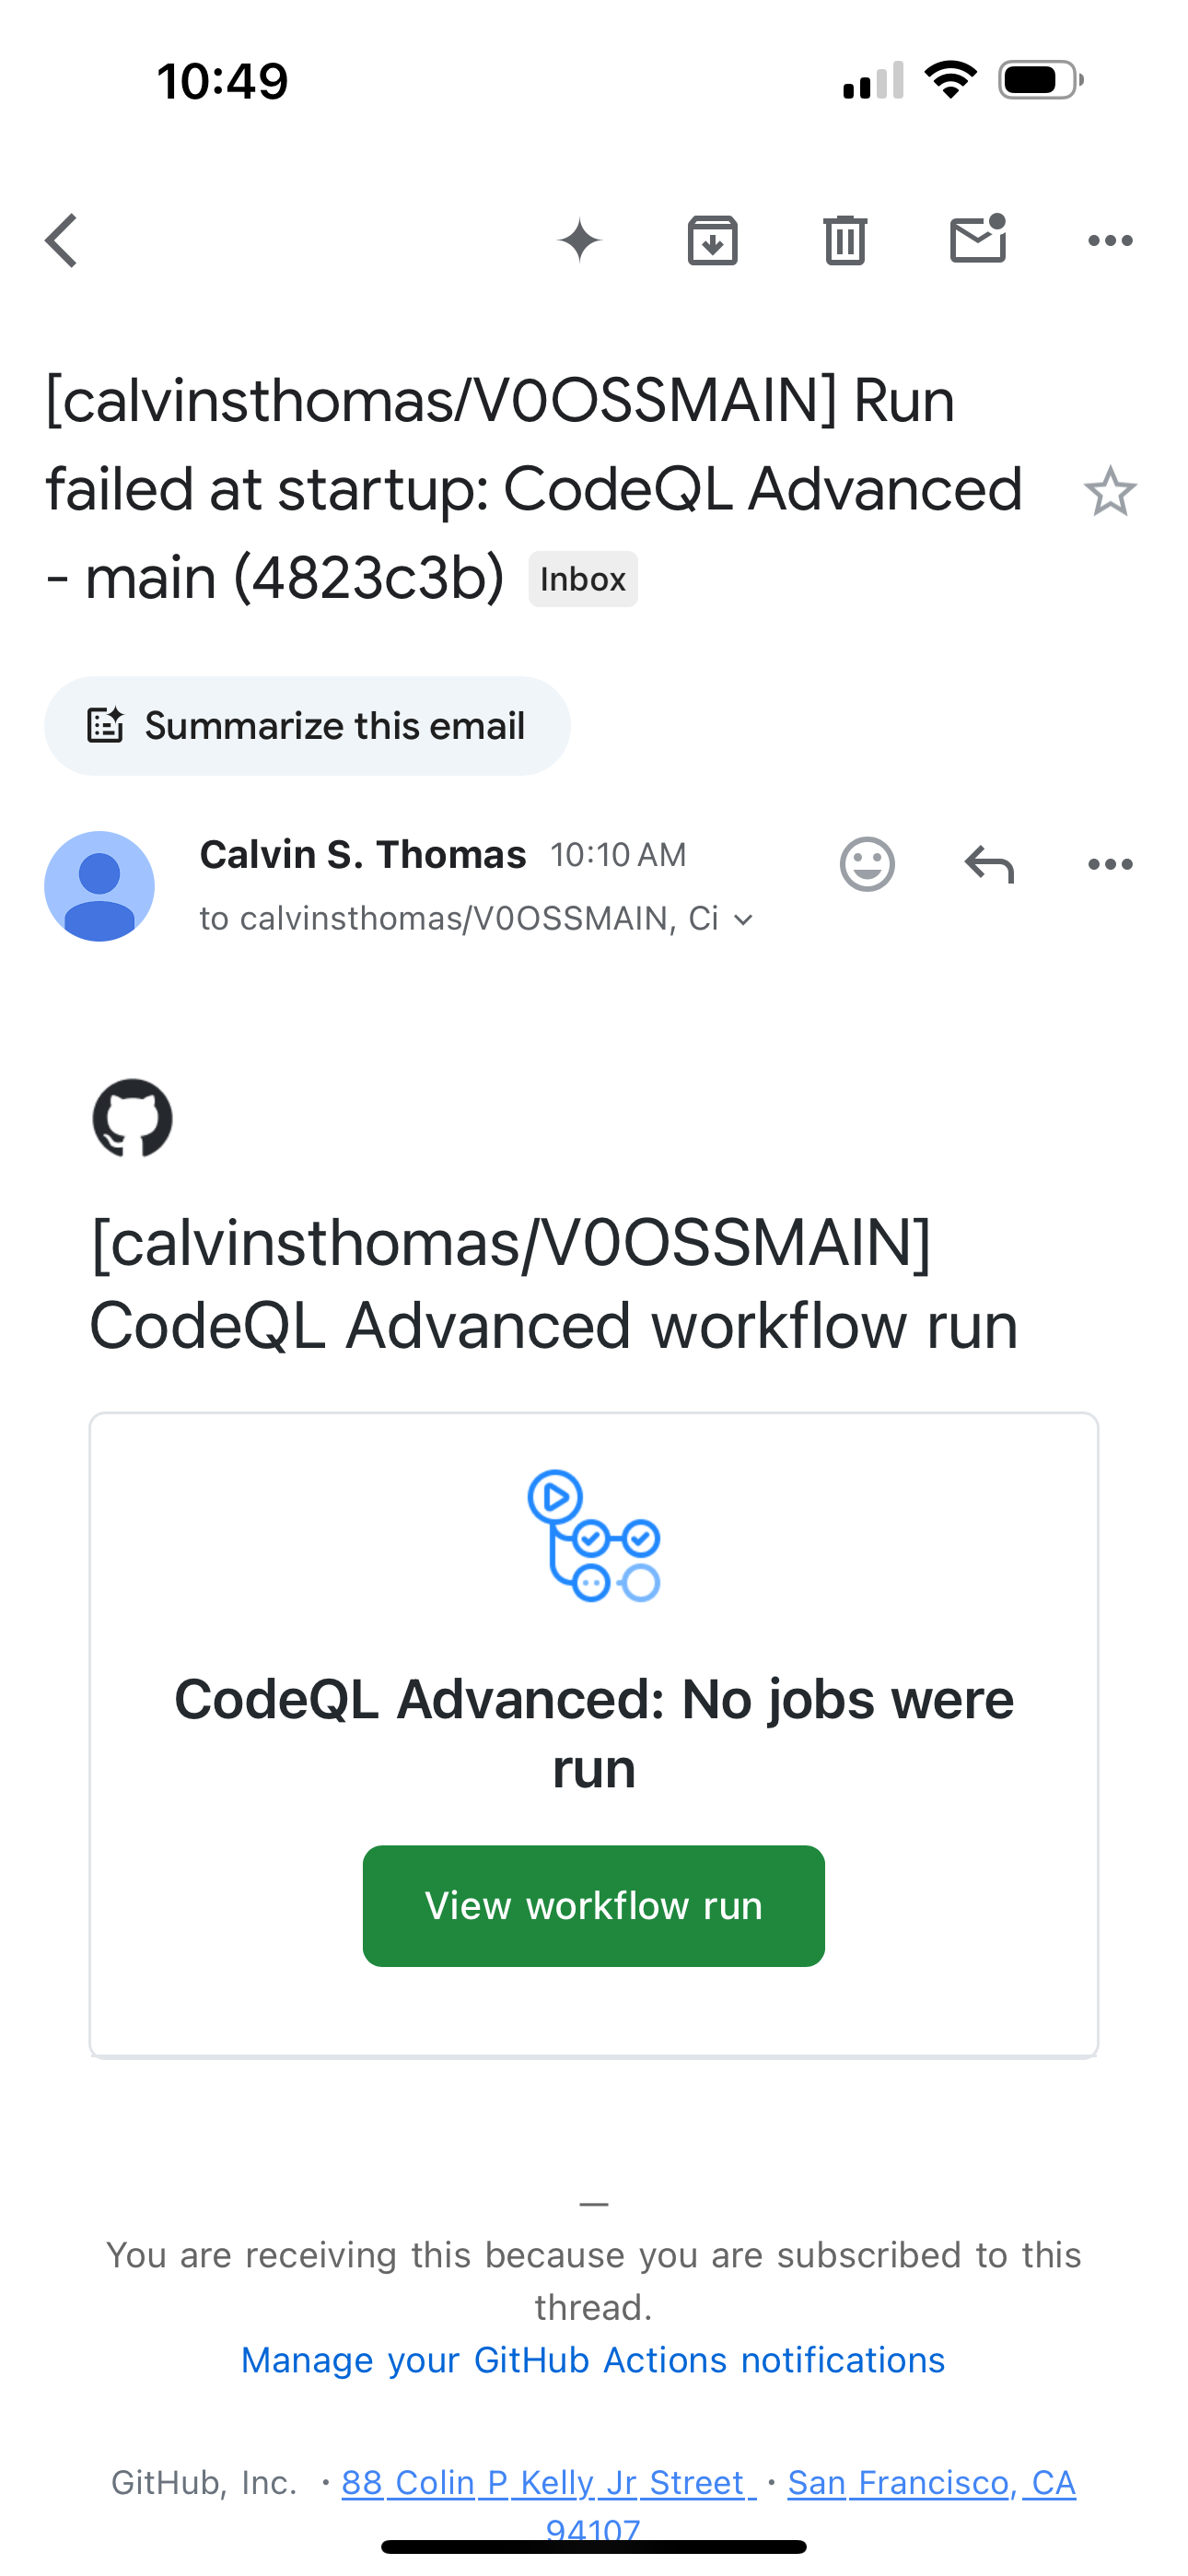 10:49
[calvinsthomas/V0OSSMAIN] Run
failed at startup: CodeQL Advanced
- main (4823c3b) Inbox
Summarize this email
Calvin S. Thomas 10:10 AM
to calvinsthomas/V0OSSMAIN, Ci
[calvinsthomas/V0OSSMAIN]
CodeQL Advanced workflow run
CodeQL Advanced: No jobs were
run
View workflow run
—
You are receiving this because you are subscribed to this
thread.
Manage your GitHub Actions notifications
GitHub, Inc. ・88 Colin P Kelly Jr Street ・San Francisco, CA
94107